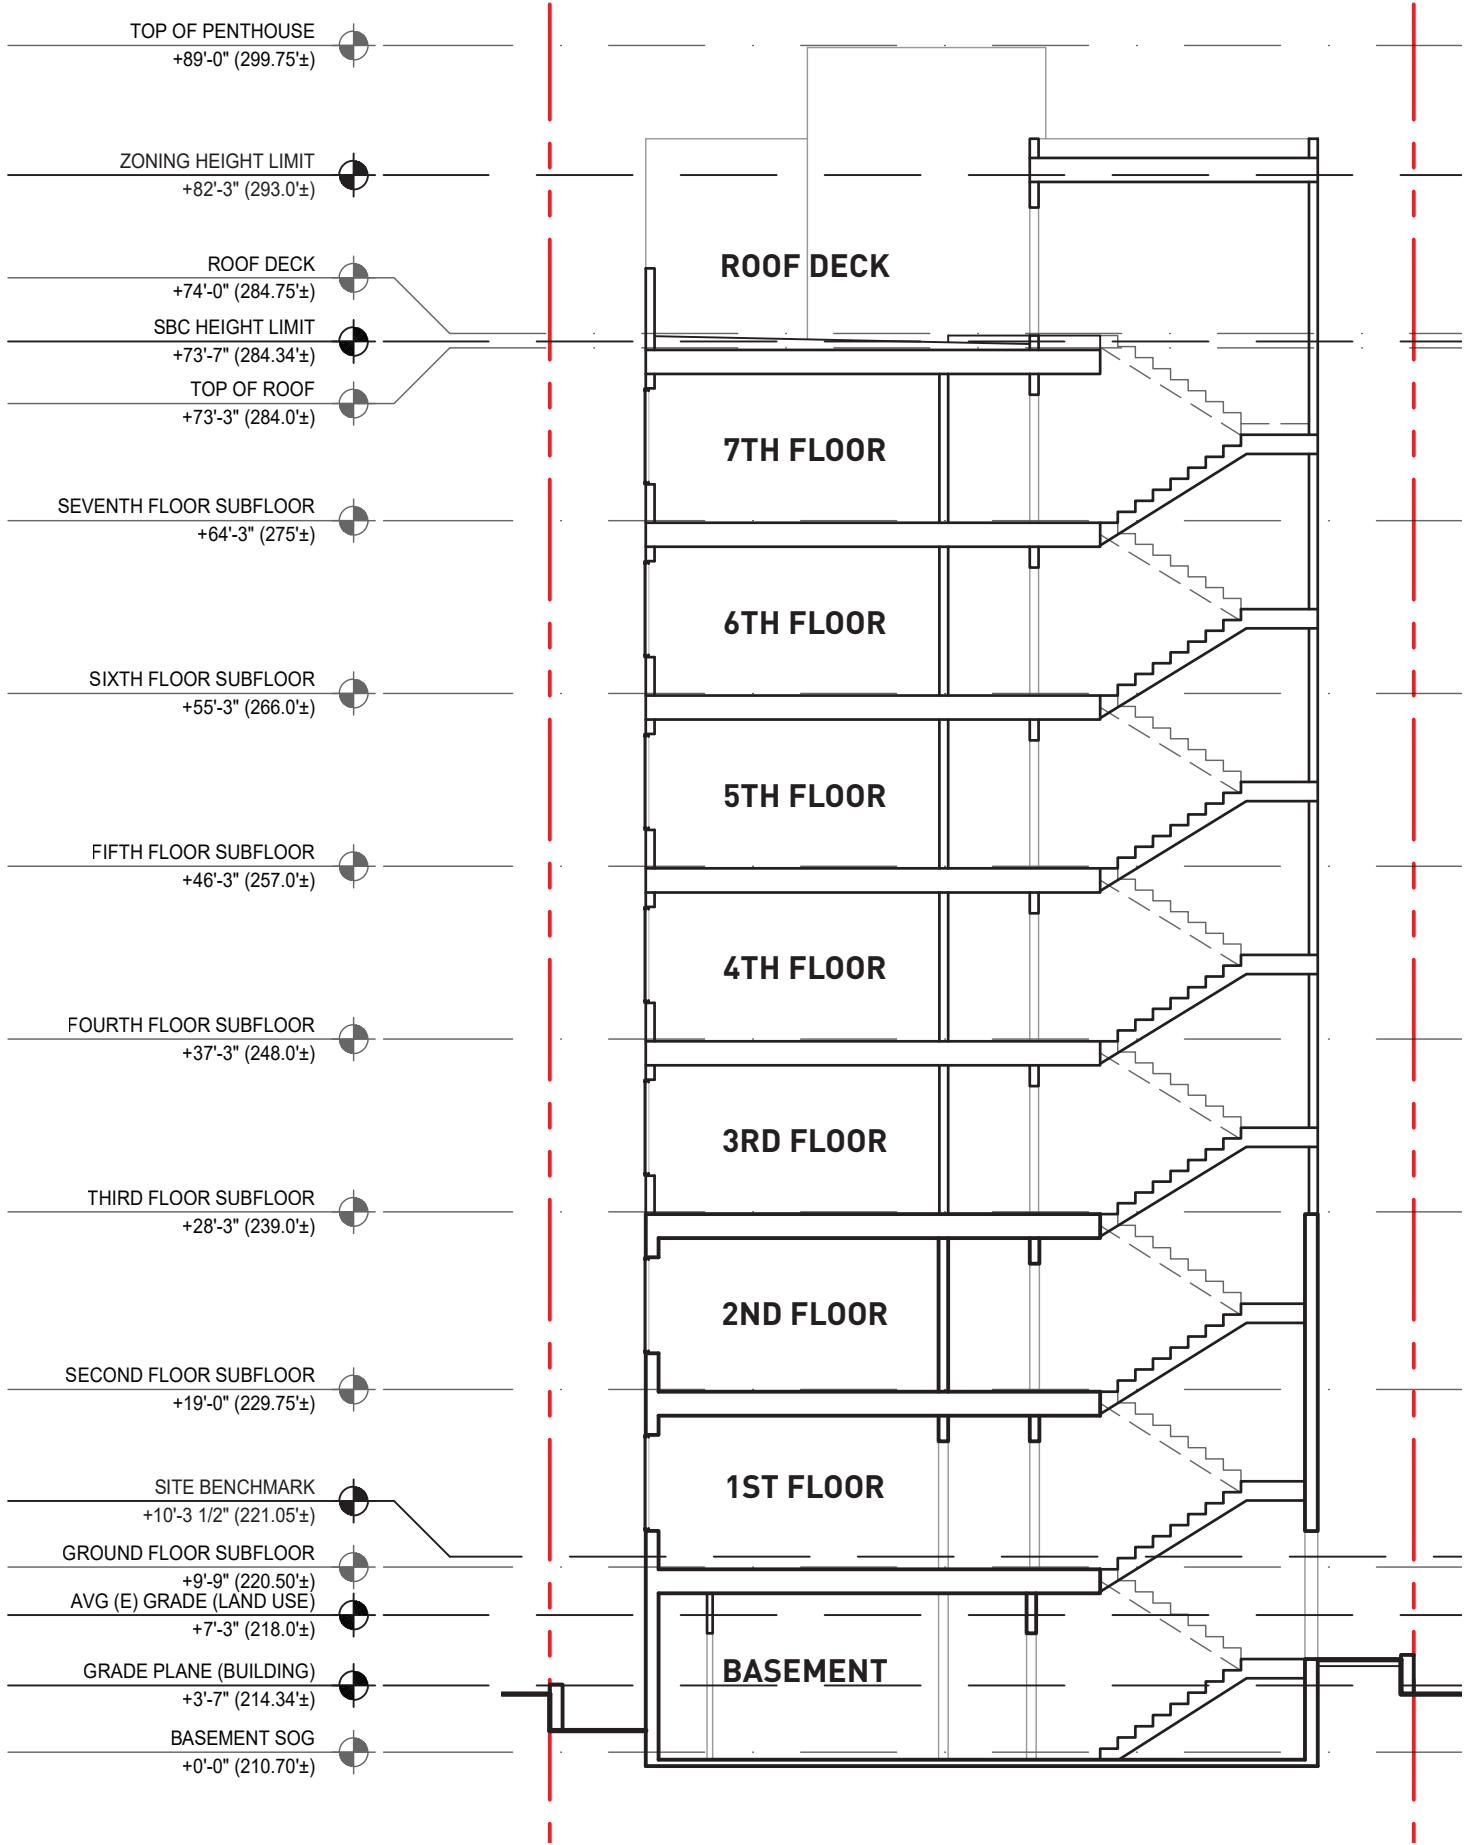 TOP OF PENTHOUSE
+89'-0" (299.75'±)
ZONING HEIGHT LIMIT
+82'-3" (293.0'±)
ROOF DECK
+74'-0" (284.75'±)
SBC HEIGHT LIMIT
+73'-7" (284.34'±)
TOP OF ROOF
+73'-3" (284.0'±)
SEVENTH FLOOR SUBFLOOR
+64'-3" (275'±)
SIXTH FLOOR SUBFLOOR
+55'-3" (266.0'±)
FIFTH FLOOR SUBFLOOR
+46'-3" (257.0'±)
FOURTH FLOOR SUBFLOOR
+37'-3" (248.0'±)
THIRD FLOOR SUBFLOOR
+28'-3" (239.0'±)
SECOND FLOOR SUBFLOOR
+19'-0" (229.75'±)
SITE BENCHMARK
+10'-3 1/2" (221.05'±)
GROUND FLOOR SUBFLOOR
+9'-9" (220.50'±)
AVG (E) GRADE (LAND USE)
+7'-3" (218.0'±)
GRADE PLANE (BUILDING)
+3'-7" (214.34'±)
BASEMENT SOG
+0'-0" (210.70'±)
ROOF DECK
7TH FLOOR
6TH FLOOR
5TH FLOOR
4TH FLOOR
3RD FLOOR
2ND FLOOR
1ST FLOOR
BASEMENT